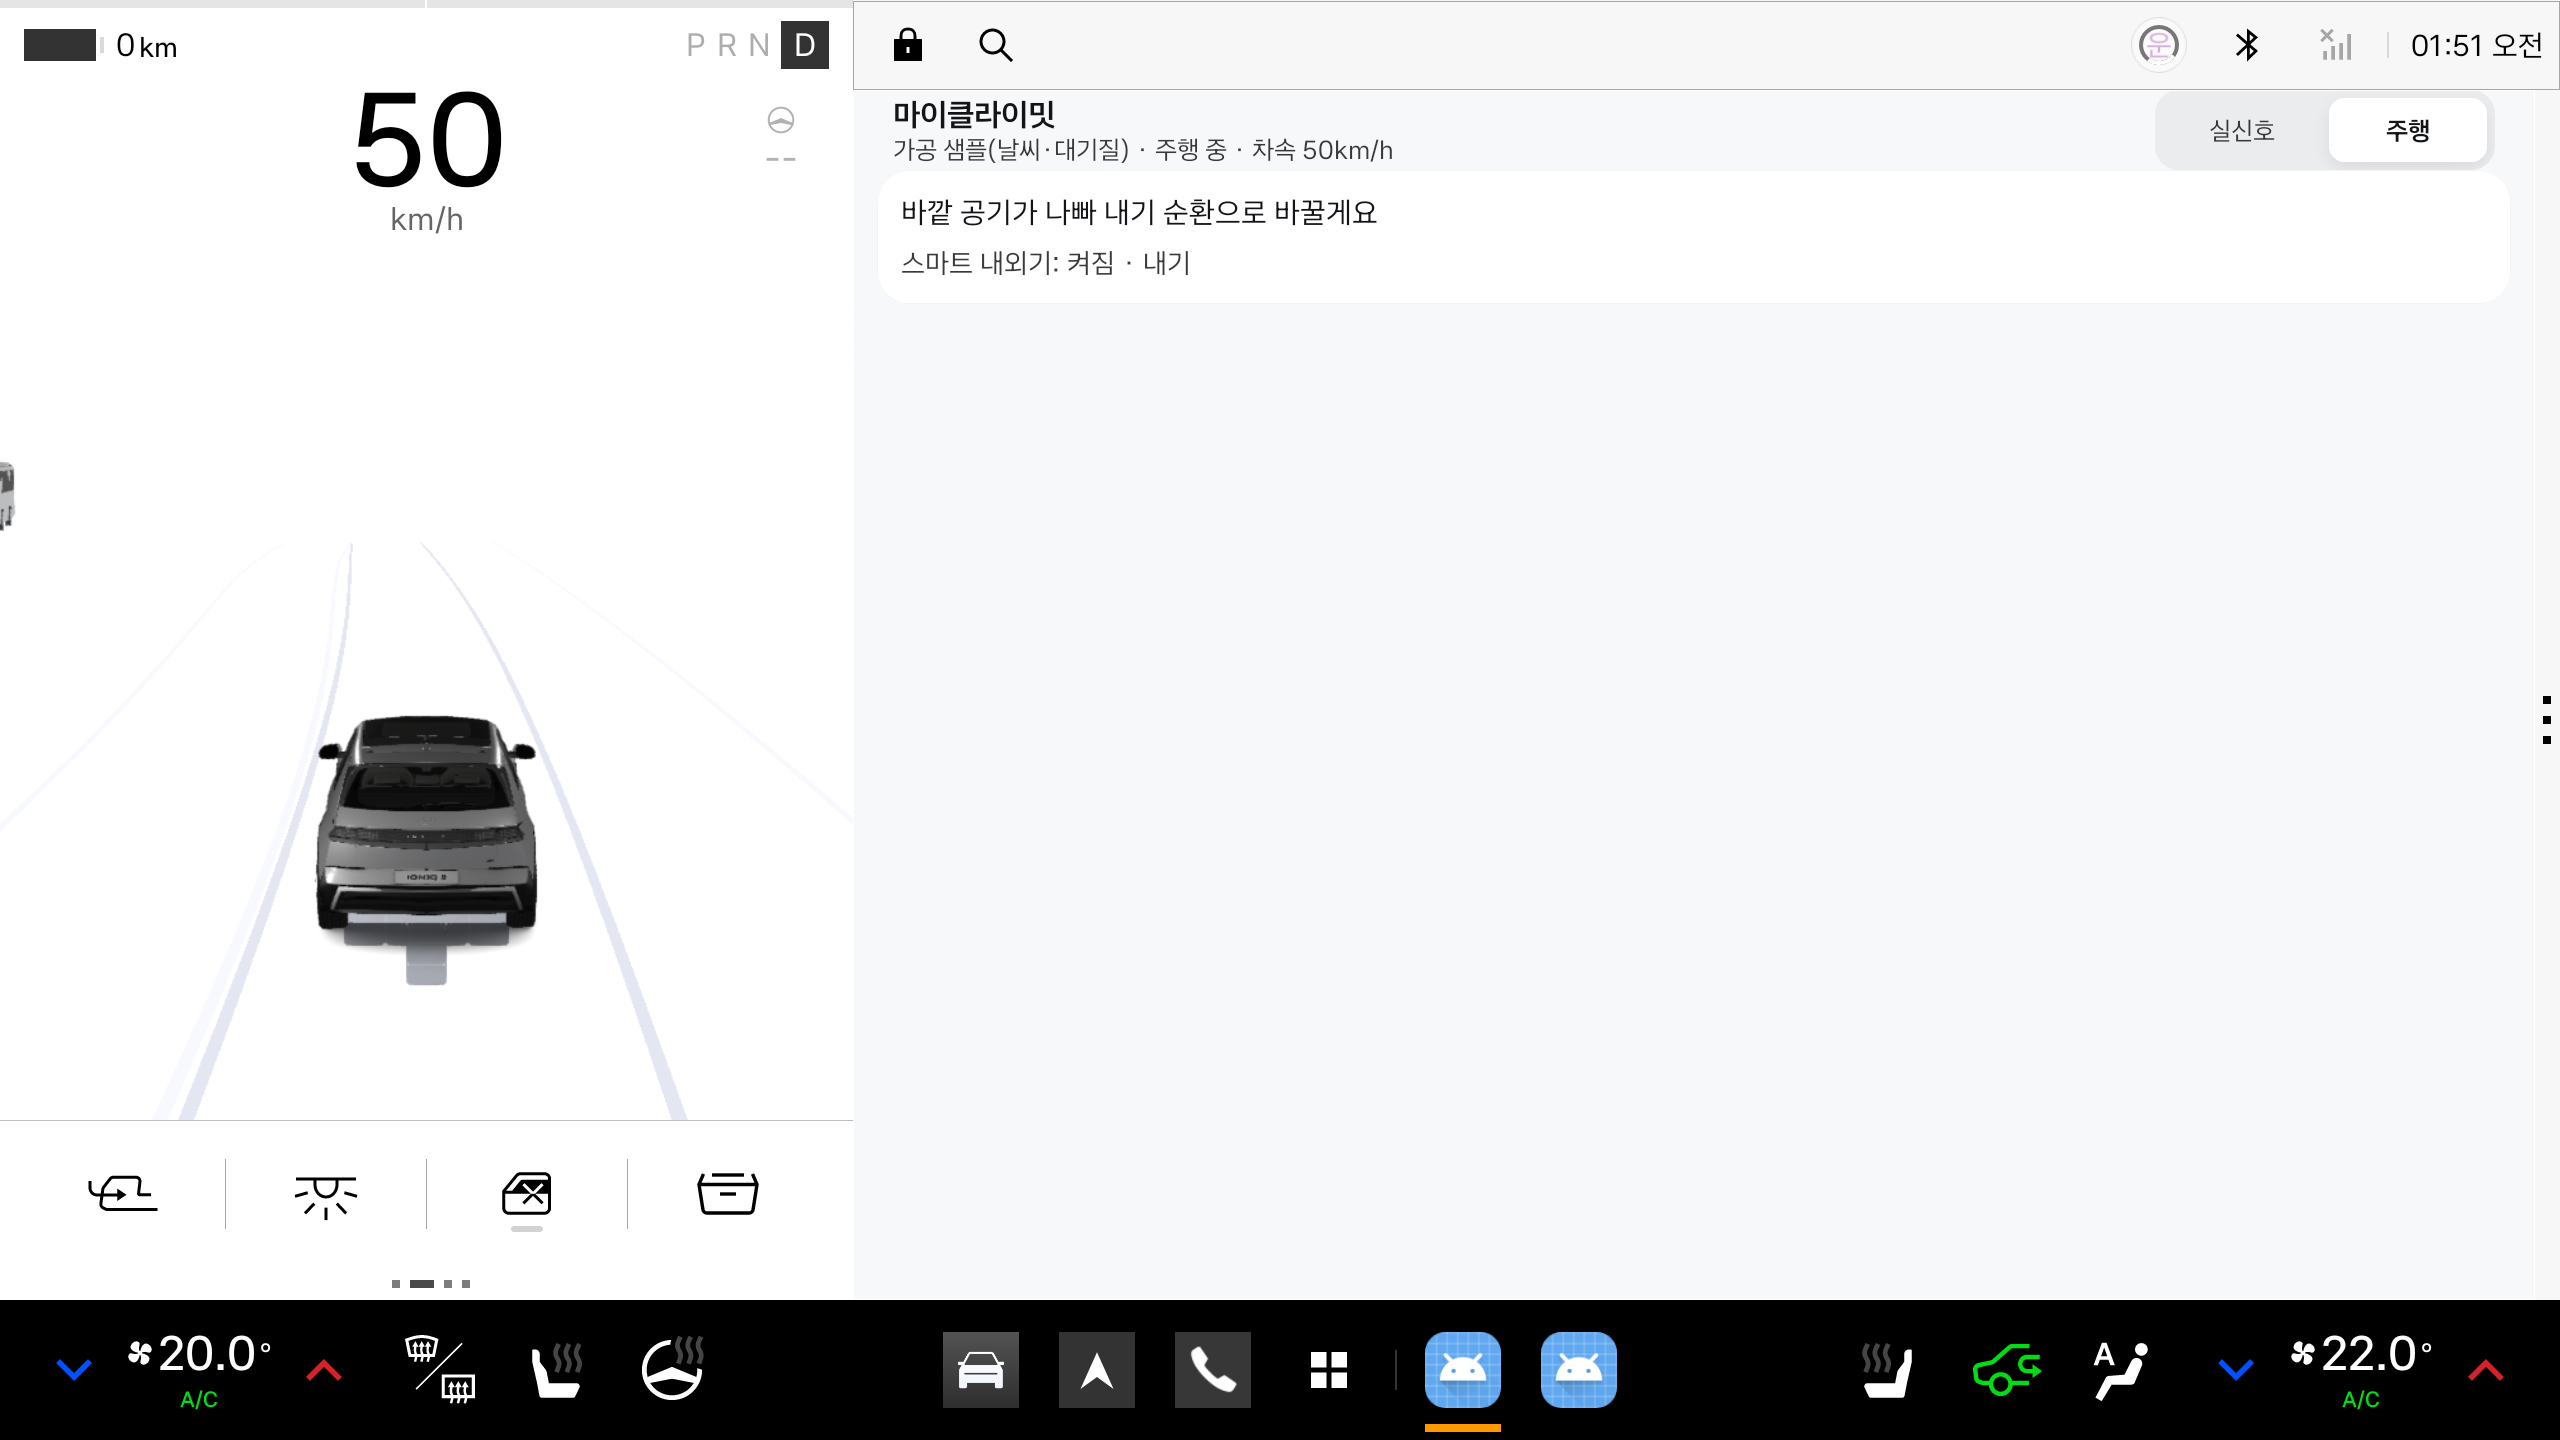 0 km
P R N D
50
km/h
--
운
01:51 오전
마이클라이밋
가공 샘플(날씨·대기질) · 주행 중 · 차속 50km/h
실신호
주행
바깥 공기가 나빠 내기 순환으로 바꿀게요
스마트 내외기: 켜짐 · 내기
20.0°
A/C
A
22.0°
A/C